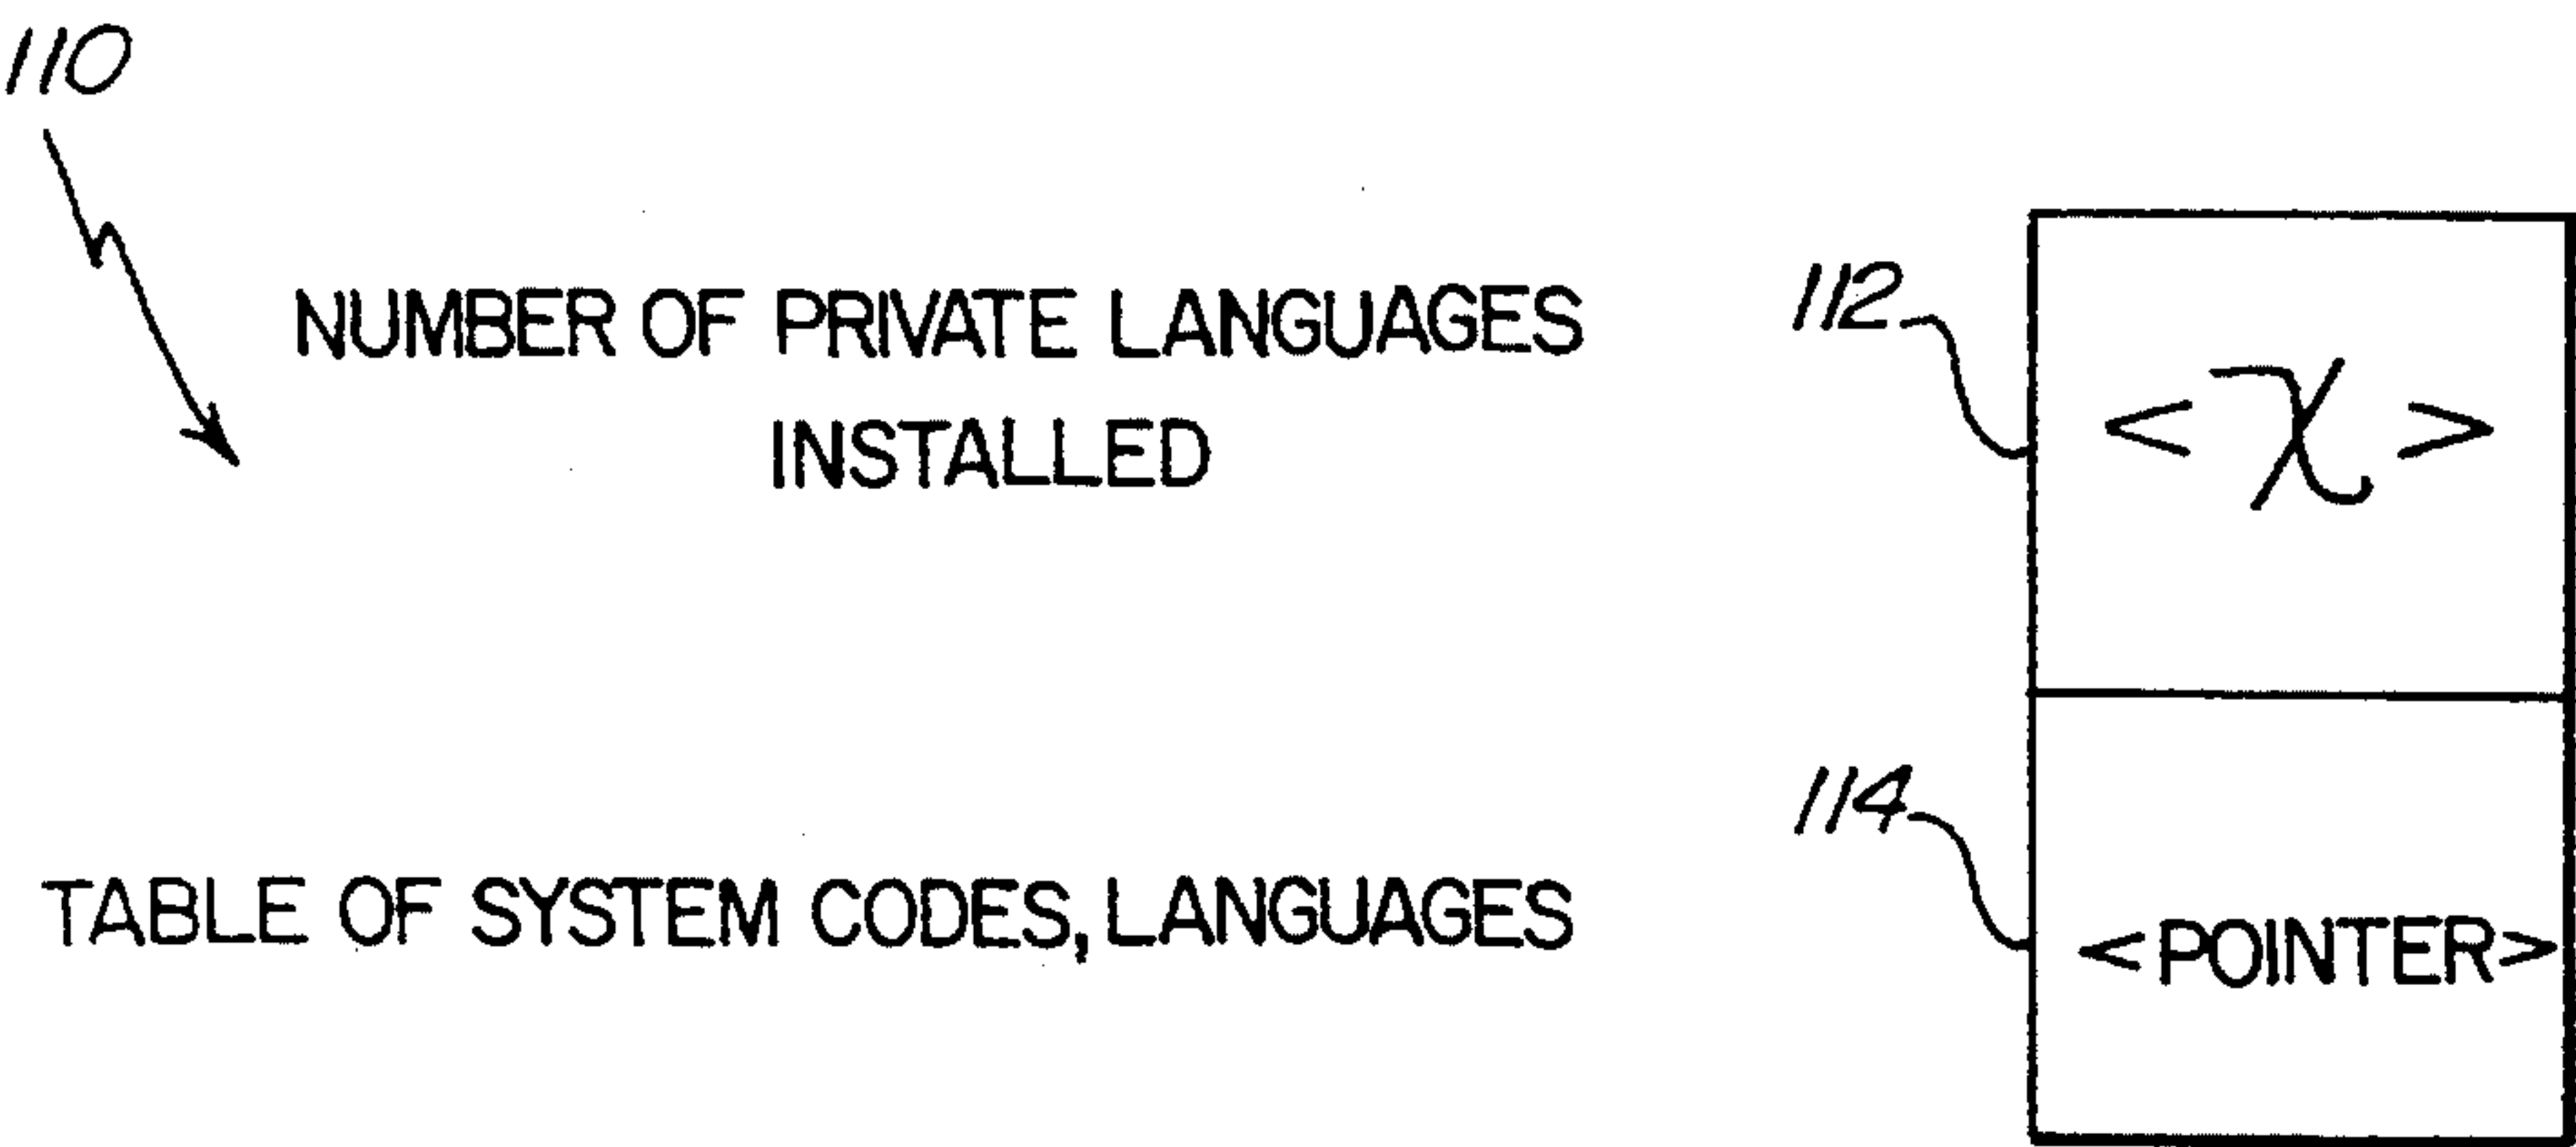 110
NUMBER OF PRIVATE LANGUAGES
INSTALLED
112
<X>
TABLE OF SYSTEM CODES, LANGUAGES
114
<POINTER>